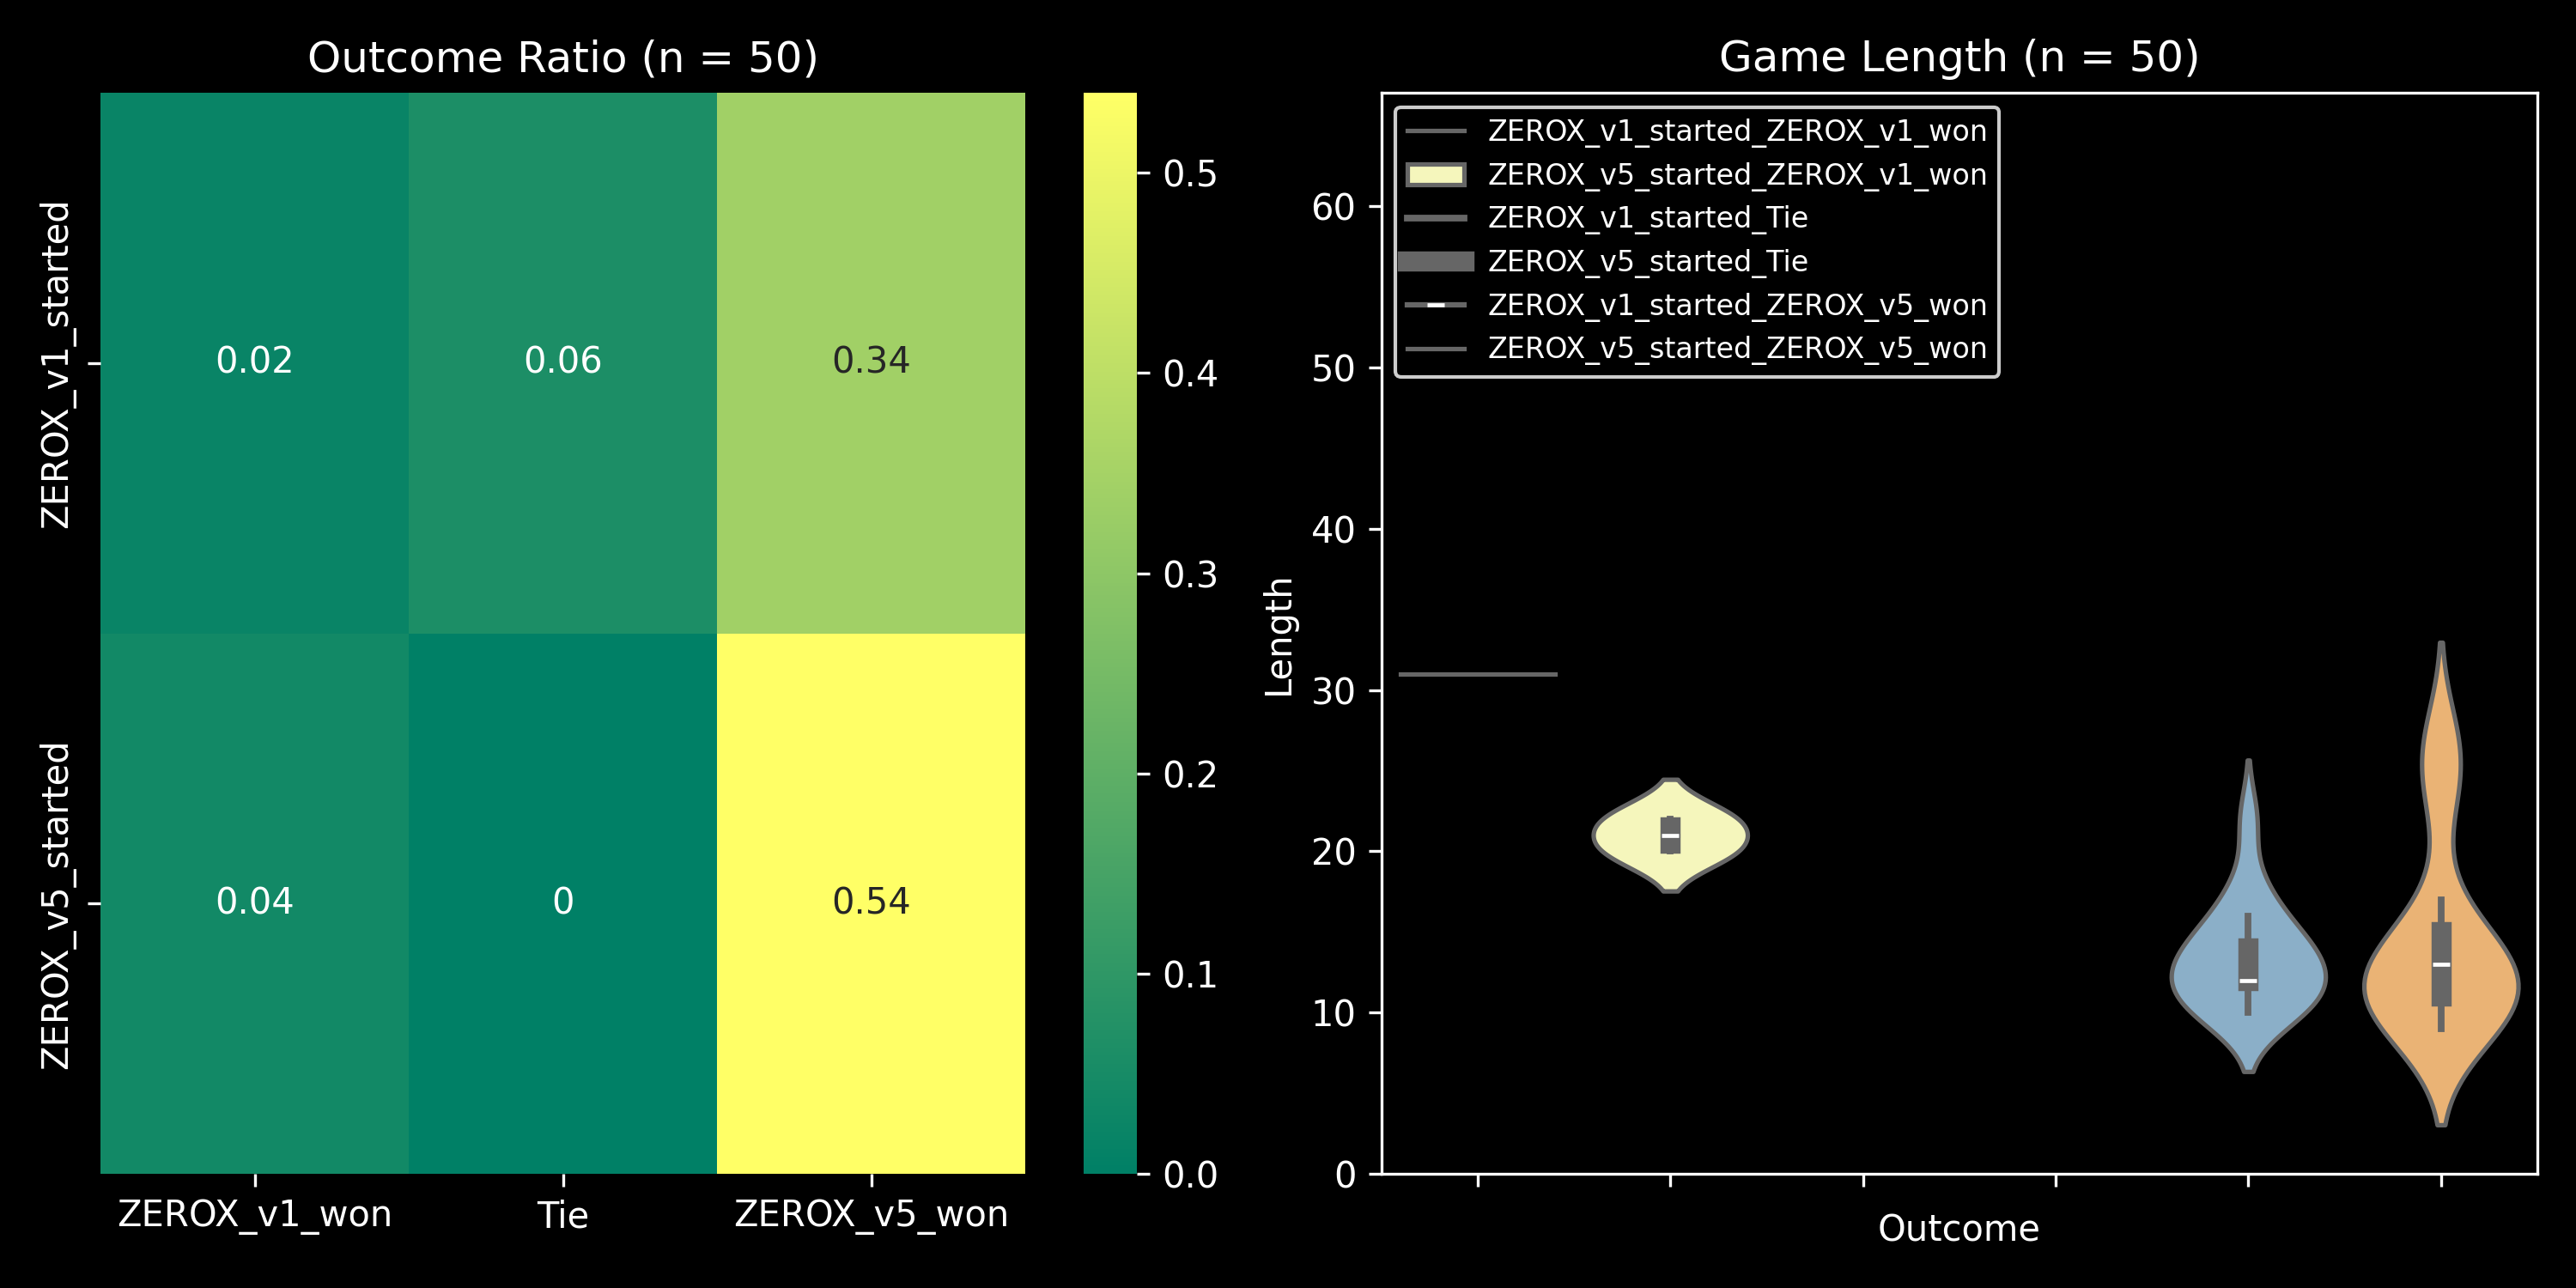 Outcome Ratio (n = 50)
ZEROX_v1_started
ZEROX_v5_started
0.02
0.06
0.34
0.04
0
0.54
ZEROX_v1_won
Tie
ZEROX_v5_won
0.5
0.4
0.3
0.2
0.1
0.0
Game Length (n = 50)
ZEROX_v1_started_ZEROX_v1_won
ZEROX_v5_started_ZEROX_v1_won
ZEROX_v1_started_Tie
ZEROX_v5_started_Tie
ZEROX_v1_started_ZEROX_v5_won
ZEROX_v5_started_ZEROX_v5_won
Length
60
50
40
30
20
10
0
Outcome